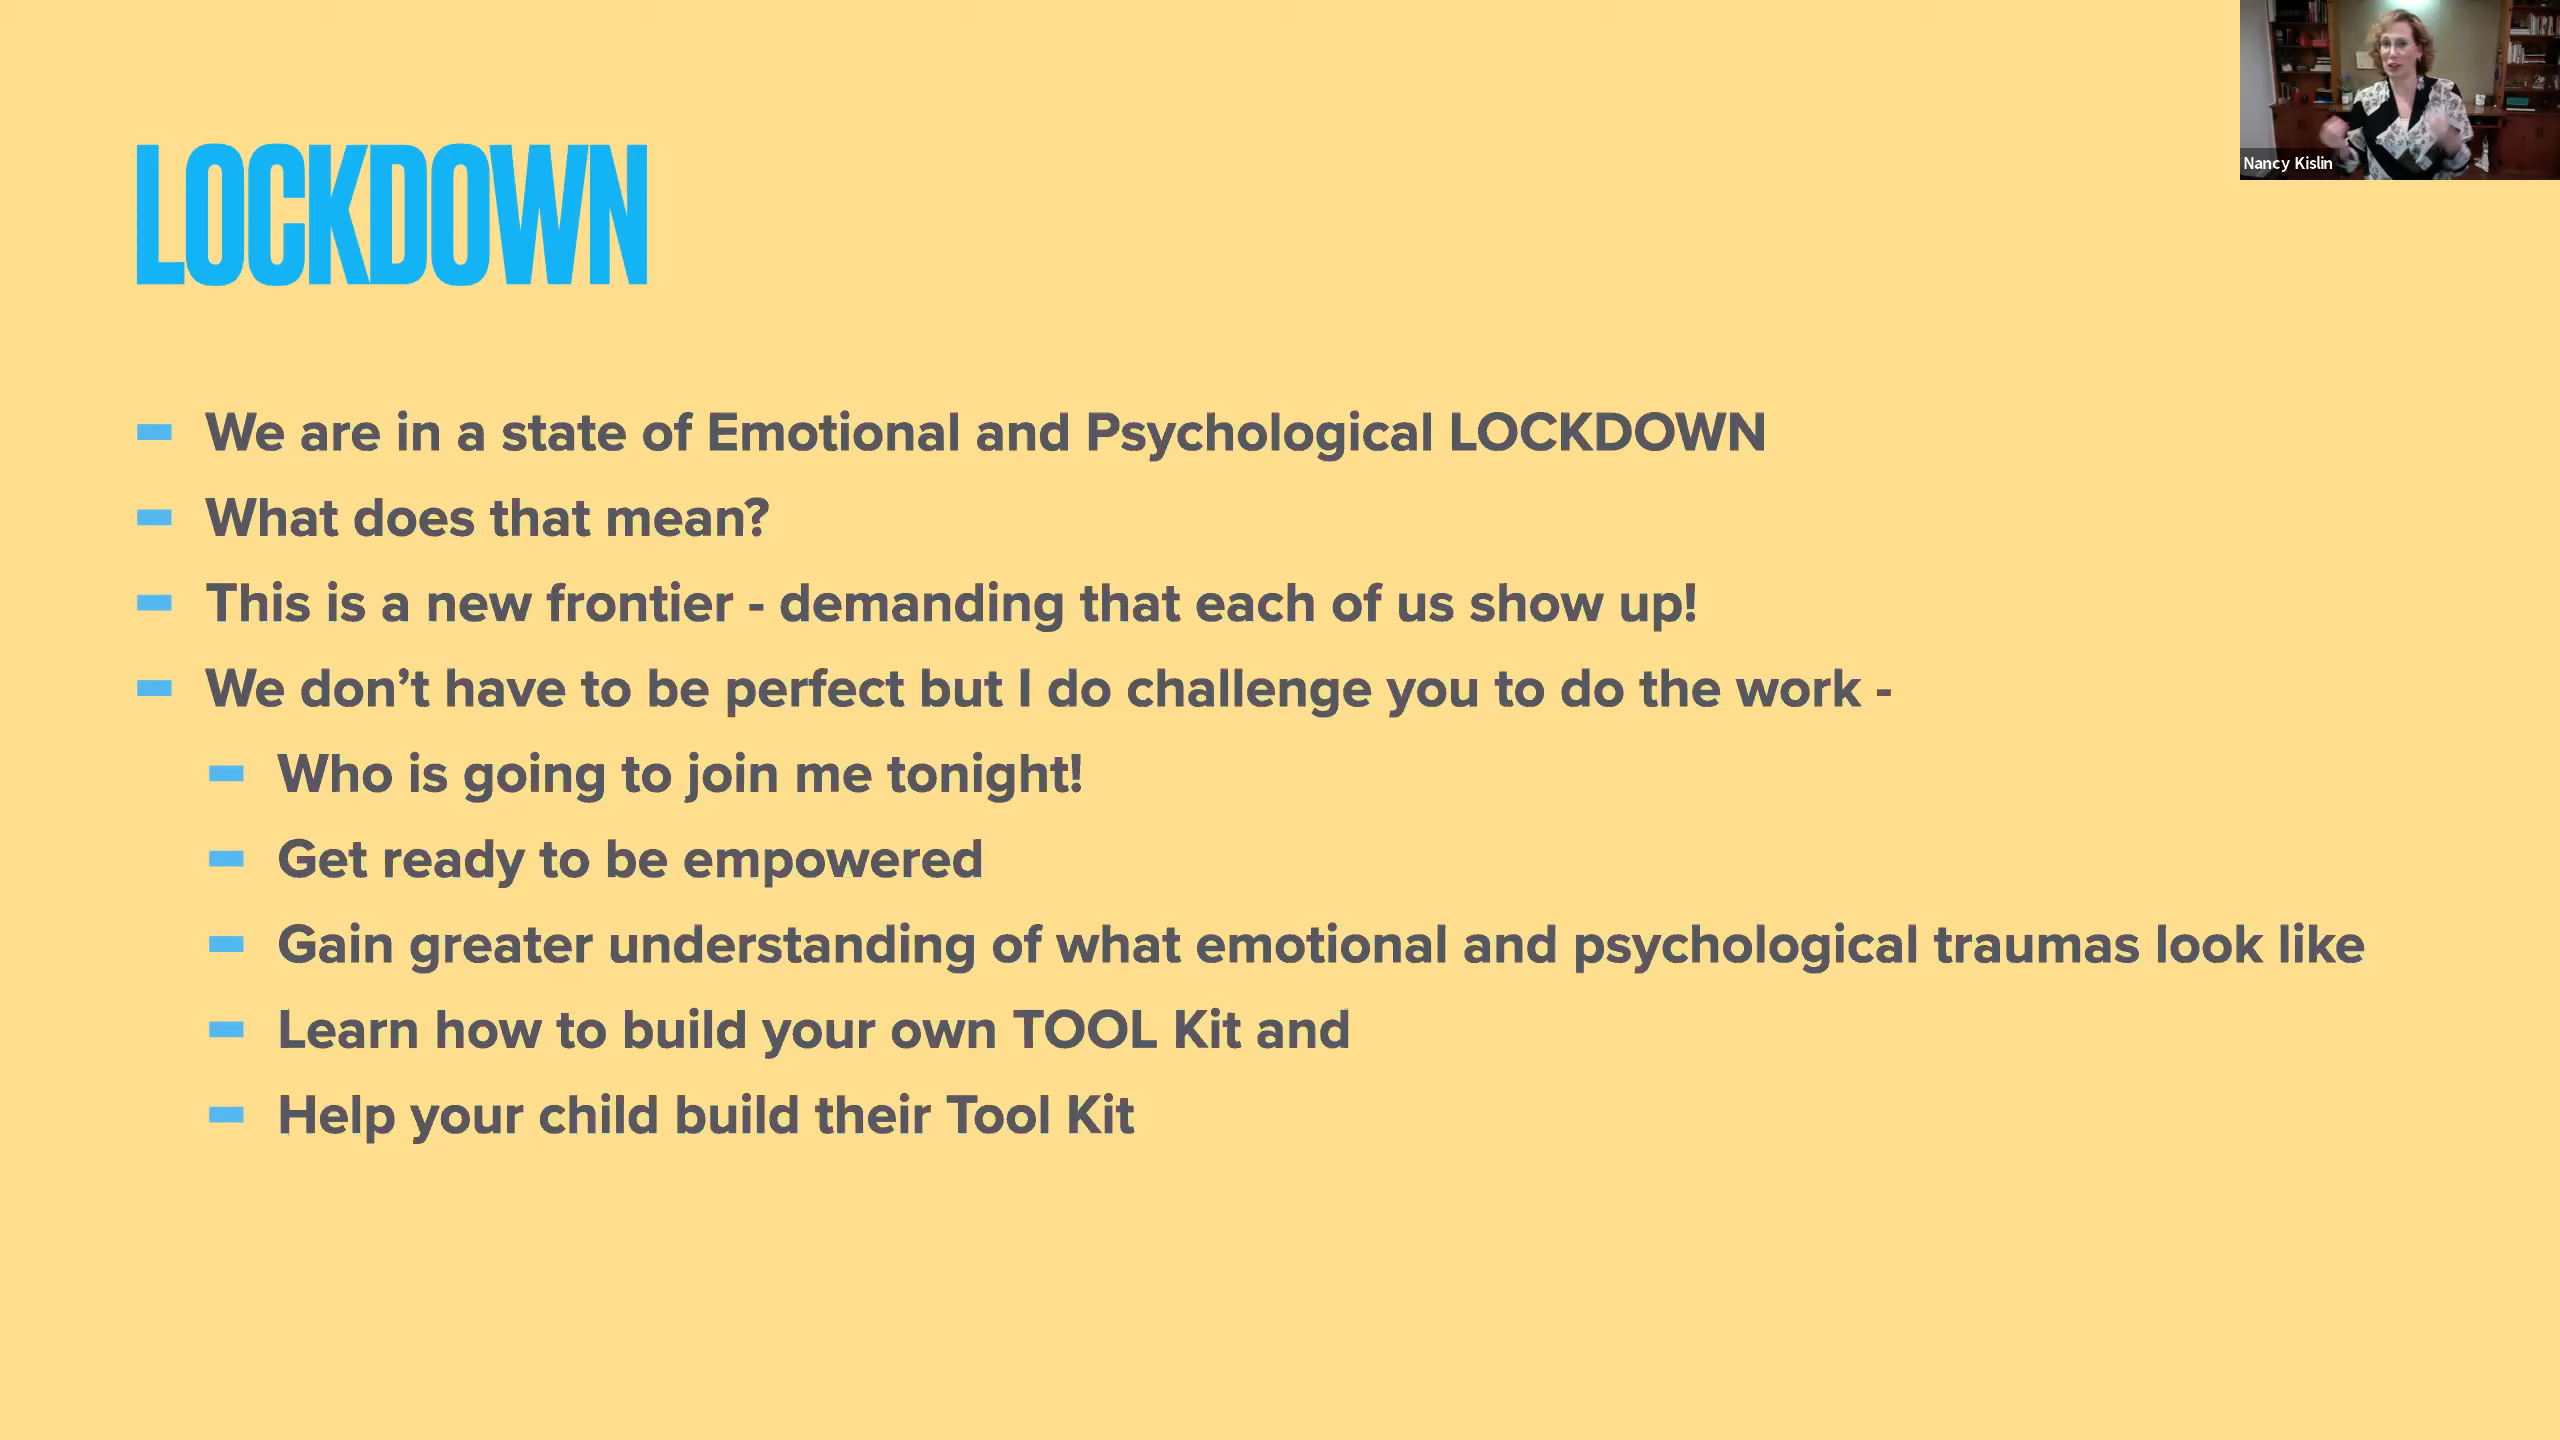 Nancy Kislin
LOCKDOWN
We are in a state of Emotional and Psychological LOCKDOWN
What does that mean?
This is a new frontier - demanding that each of us show up!
We don’t have to be perfect but I do challenge you to do the work -
Who is going to join me tonight!
Get ready to be empowered
Gain greater understanding of what emotional and psychological traumas look like
Learn how to build your own TOOL Kit and
Help your child build their Tool Kit